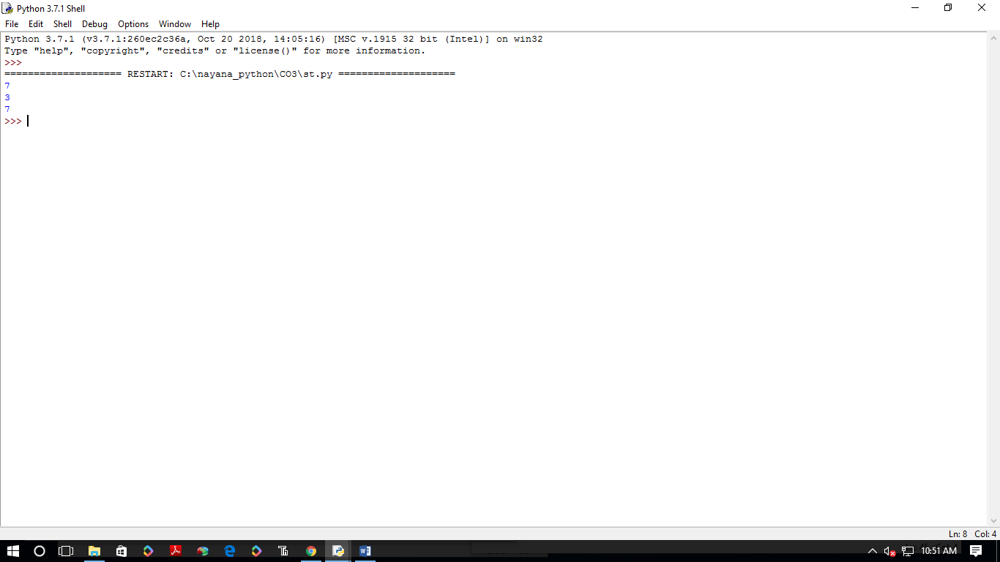 Python 3.7.1 Shell
File Edit Shell Debug Options Window Help
Python 3.7.1 (v3.7.1:260ec2c36a, Oct 20 2018, 14:05:16) [MSC v.1915 32 bit (Intel)] on win32
Type "help", "copyright", "credits" or "license()" for more information.
>>>
==================== RESTART: C:\nayana_python\CO3\st.py ====================
7
3
7
>>>
Ln: 8 Col: 4
10:51 AM